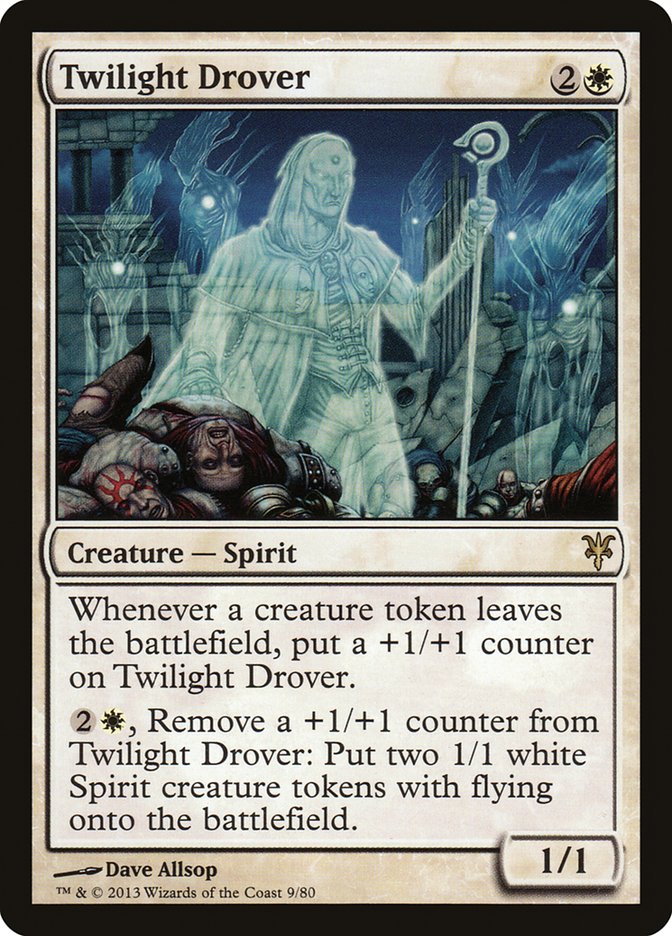 Twilight Drover 2
Creature — Spirit
Whenever a creature token leaves
the battlefield, put a +1/+1 counter
on Twilight Drover.
2 , Remove a +1/+1 counter from
Twilight Drover: Put two 1/1 white
Spirit creature tokens with flying
onto the battlefield.
1/1
Dave Allsop
™ & © 2013 Wizards of the Coast 9/80